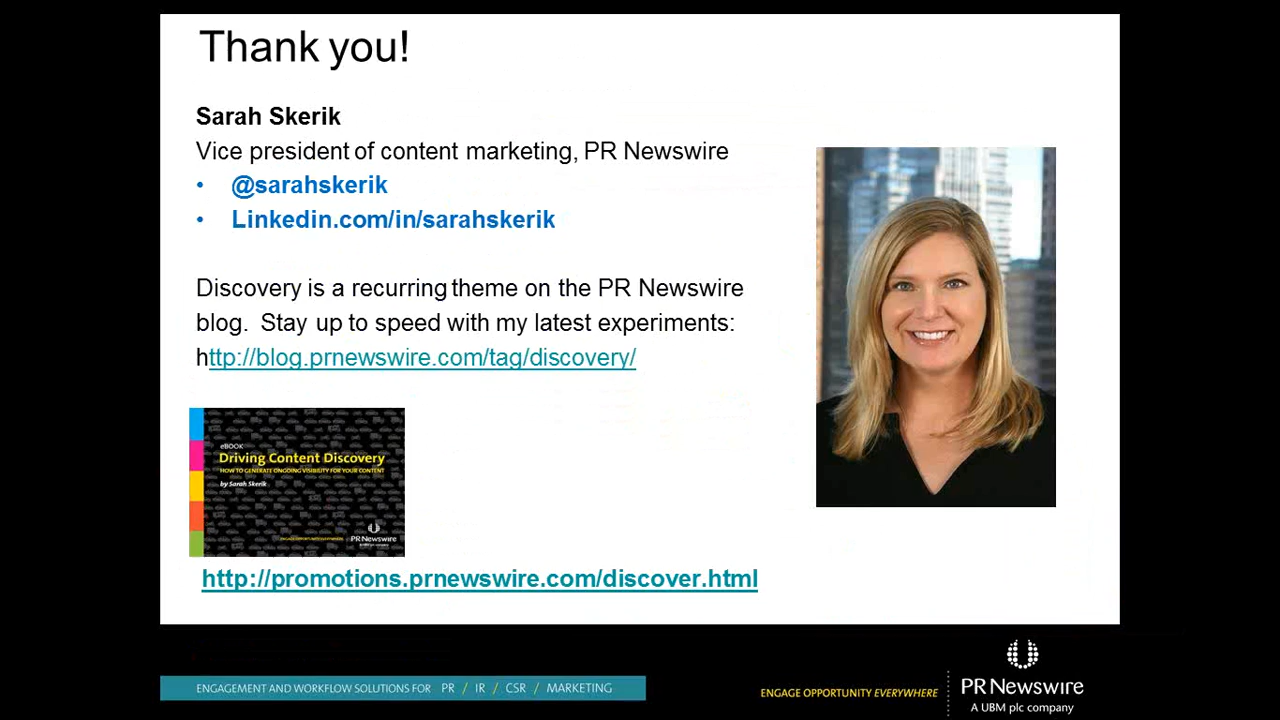 Thank you!
Sarah Skerik
Vice president of content marketing, PR Newswire
• @sarahskerik
• Linkedin.com/in/sarahskerik
Discovery is a recurring theme on the PR Newswire
blog. Stay up to speed with my latest experiments:
http://blog.prnewswire.com/tag/discovery/
eBOOK
Driving Content Discovery
HOW TO GENERATE ONGOING VISIBILITY FOR YOUR CONTENT
by Sarah Skerik
PR Newswire
http://promotions.prnewswire.com/discover.html
ENGAGEMENT AND WORKFLOW SOLUTIONS FOR PR / IR / CSR / MARKETING
ENGAGE OPPORTUNITY EVERYWHERE
PR Newswire
A UBM plc company